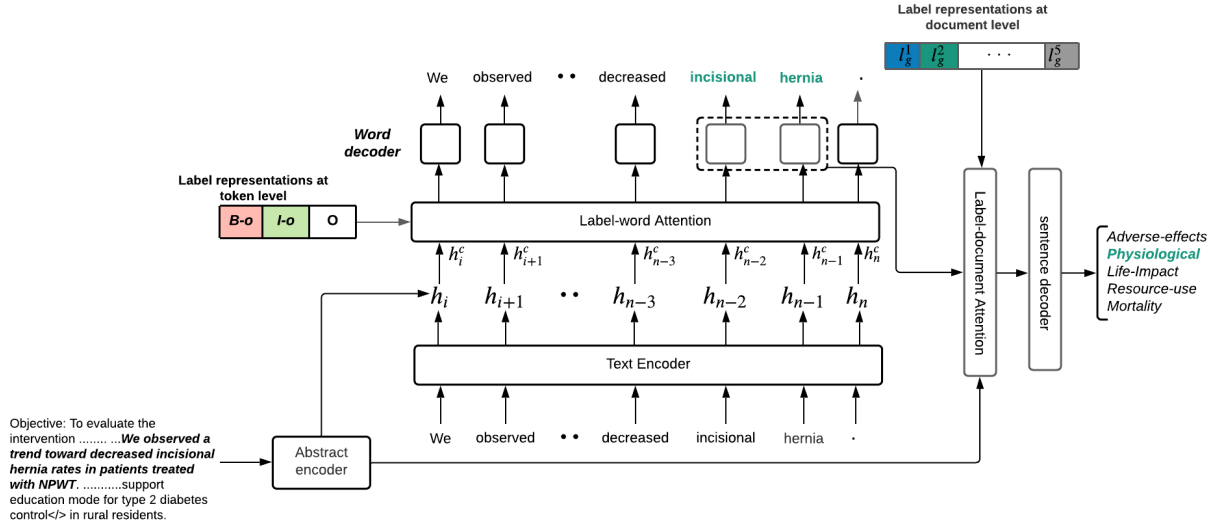 Label representations at
document level
l_g^1 l_g^2 · · · l_g^5
We observed •• decreased incisional hernia .
Word
decoder
Label representations at
token level
B-o I-o O
Label-word Attention
h_i^c h_{i+1}^c h_{n-3}^c h_{n-2}^c h_{n-1}^c h_n^c
h_i h_{i+1} •• h_{n-3} h_{n-2} h_{n-1} h_n
Text Encoder
We observed •• decreased incisional hernia .
Objective: To evaluate the
intervention ........ ...We observed a
trend toward decreased incisional
hernia rates in patients treated
with NPWT. ...........support
education mode for type 2 diabetes
control</> in rural residents.
Abstract
encoder
Label-document Attention
sentence decoder
Adverse-effects
Physiological
Life-Impact
Resource-use
Mortality